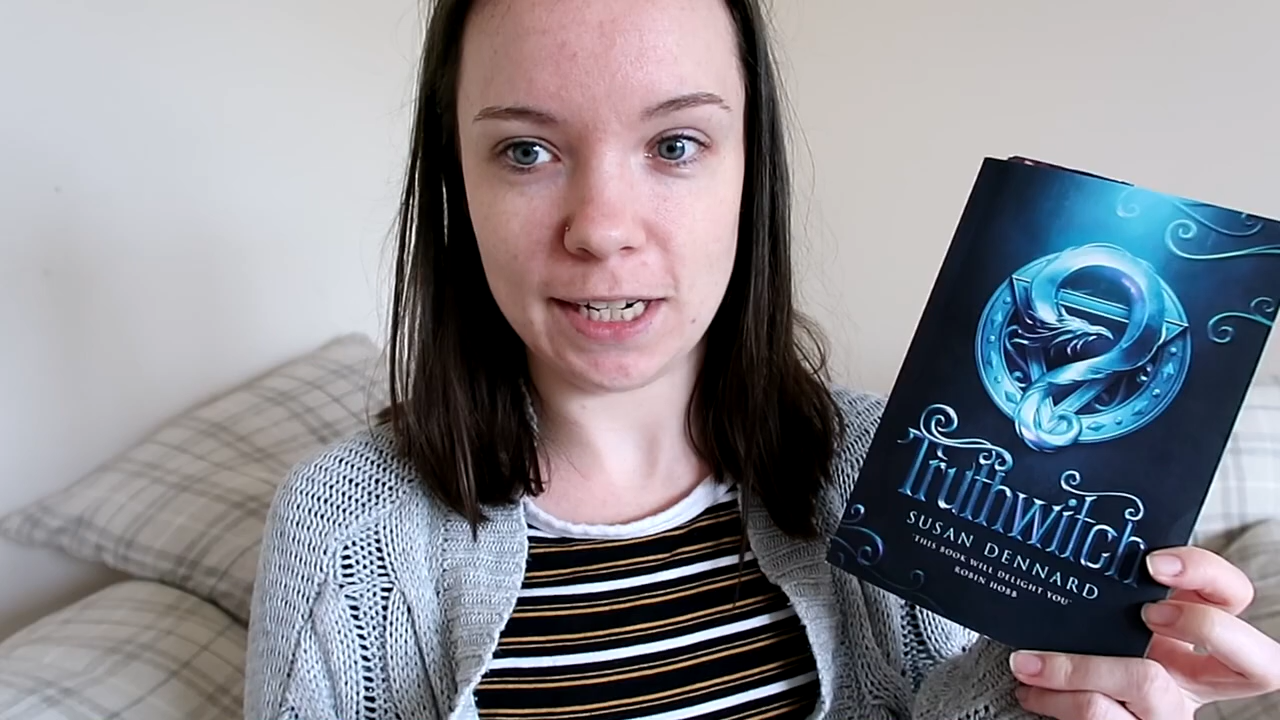 Truthwitch
SUSAN DENNARD
'THIS BOOK WILL DELIGHT YOU'
ROBIN HOBB